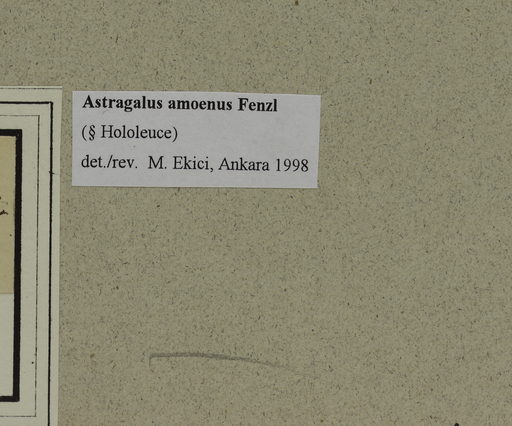 Astragalus amoenus Fenzl
(§ Hololeuce)
det./rev. M. Ekici, Ankara 1998